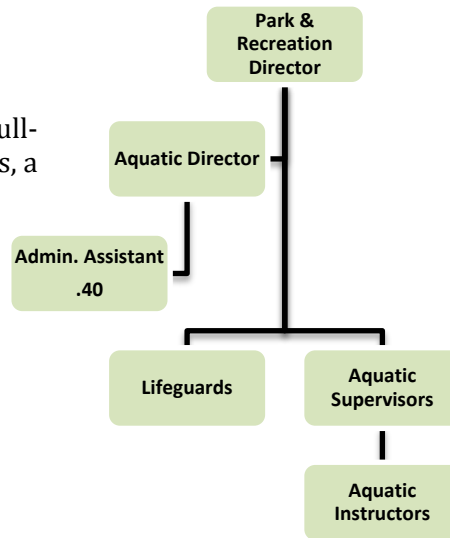 Park &
Recreation
Director
ull-
s, a
Aquatic Director
Admin. Assistant
.40
Lifeguards
Aquatic
Supervisors
Aquatic
Instructors